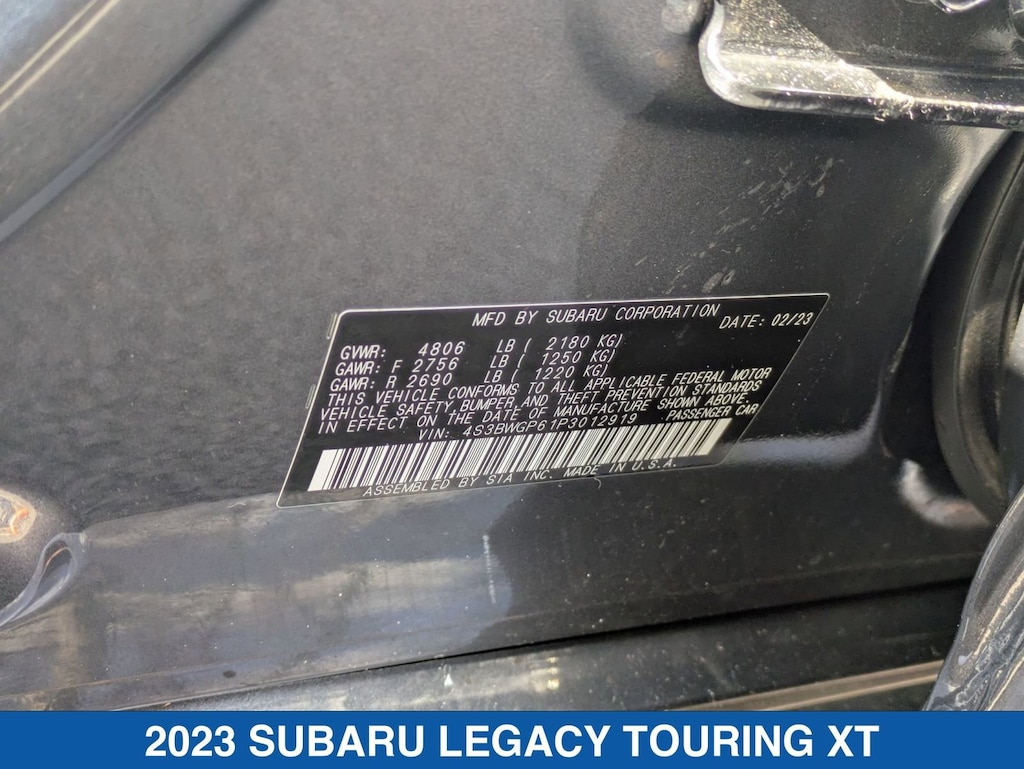 MFD BY SUBARU CORPORATION
DATE: 02/23
GVWR: 4806 LB ( 2180 KG)
GAWR: F 2756 LB ( 1250 KG)
GAWR: R 2690 LB ( 1220 KG)
THIS VEHICLE CONFORMS TO ALL APPLICABLE FEDERAL MOTOR
VEHICLE SAFETY, BUMPER, AND THEFT PREVENTION STANDARDS
IN EFFECT ON THE DATE OF MANUFACTURE SHOWN ABOVE.
VIN: 4S3BWGP61P3012919 PASSENGER CAR
ASSEMBLED BY SIA INC. MADE IN U.S.A.
2023 SUBARU LEGACY TOURING XT